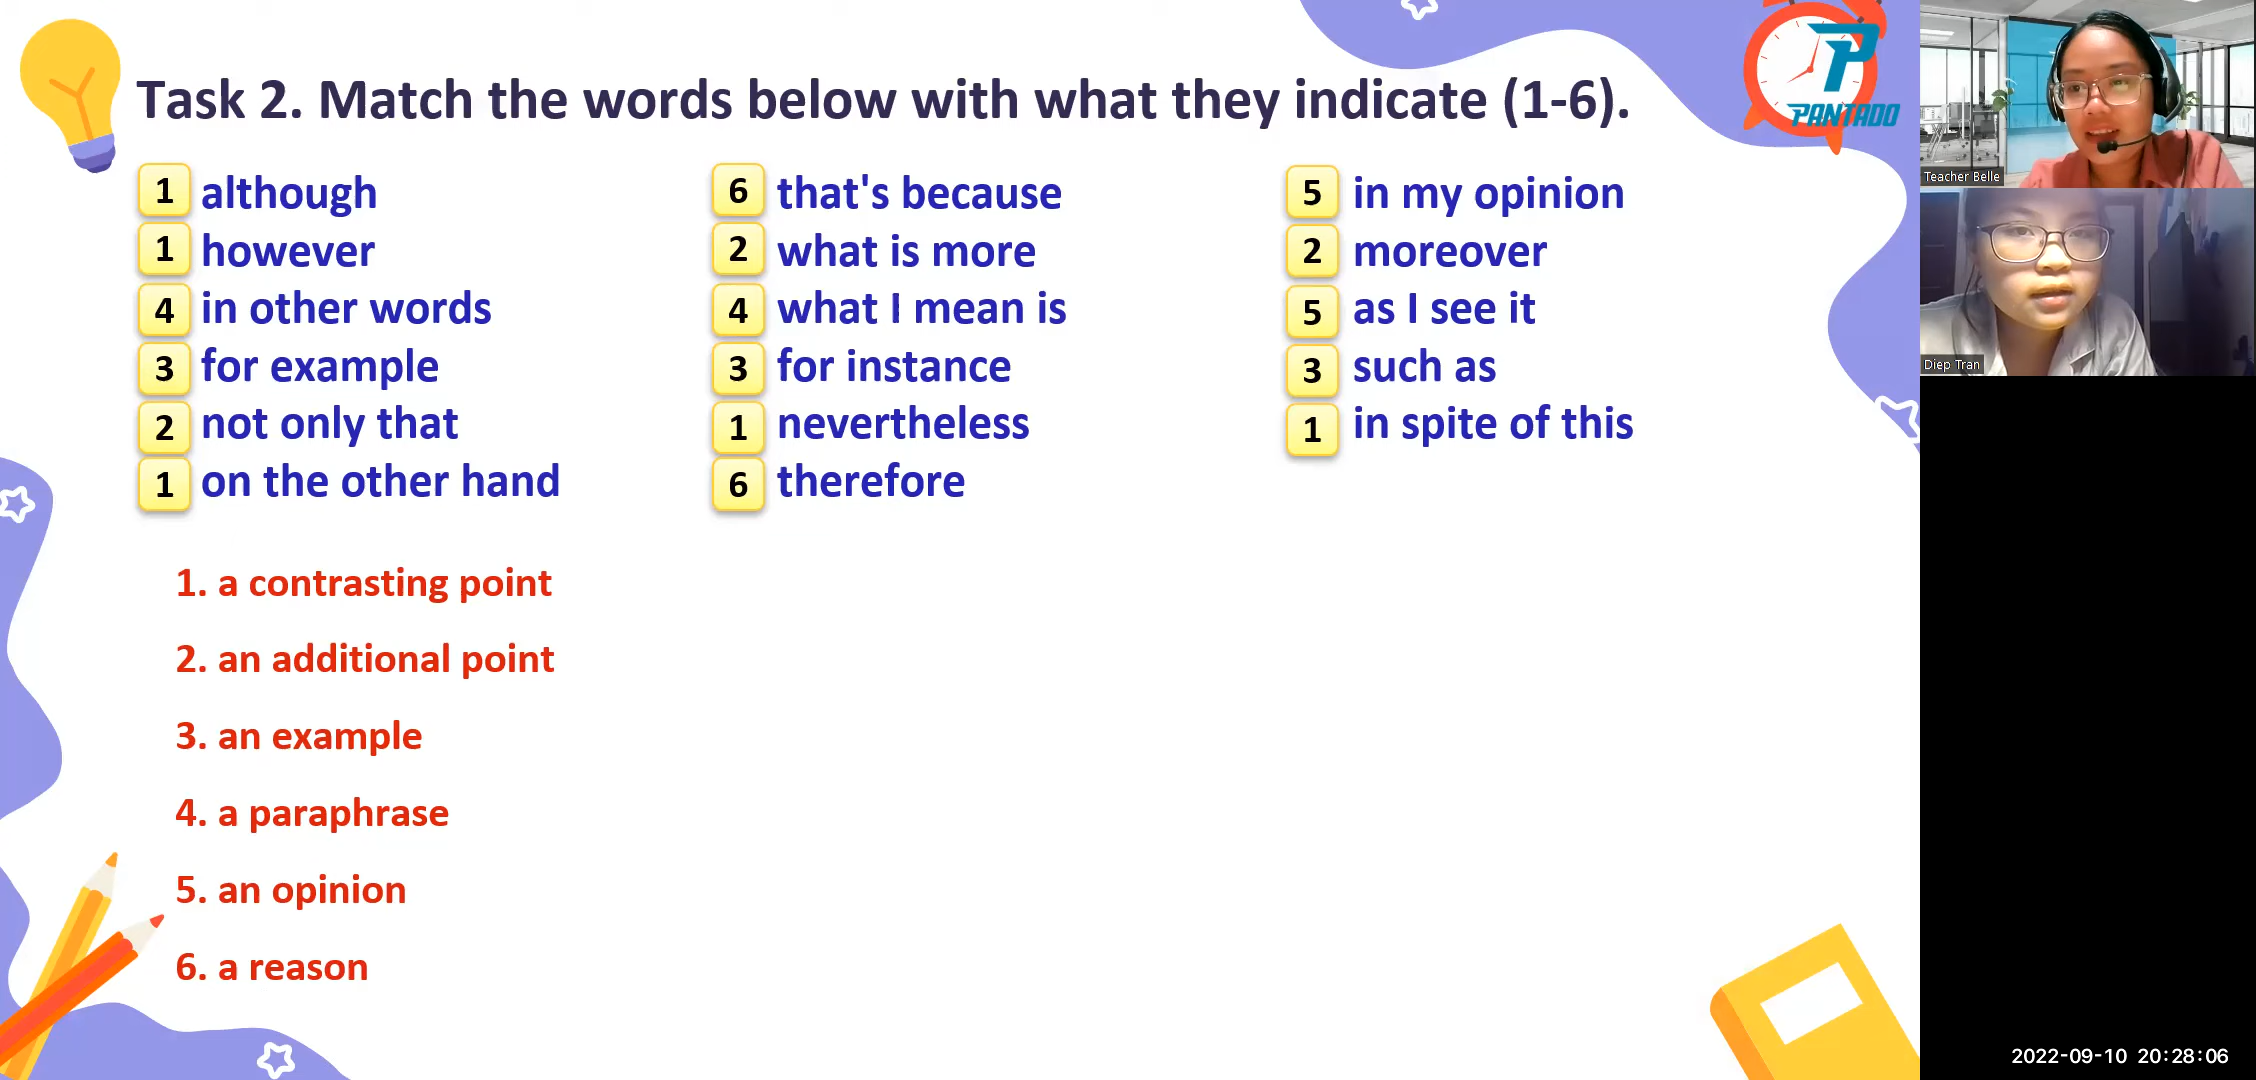 Task 2. Match the words below with what they indicate (1-6).
PANTADO
1 although
1 however
4 in other words
3 for example
2 not only that
1 on the other hand
6 that's because
2 what is more
4 what I mean is
3 for instance
1 nevertheless
6 therefore
5 in my opinion
2 moreover
5 as I see it
3 such as
1 in spite of this
1. a contrasting point
2. an additional point
3. an example
4. a paraphrase
5. an opinion
6. a reason
Teacher Belle
Diep Tran
2022-09-10 20:28:06